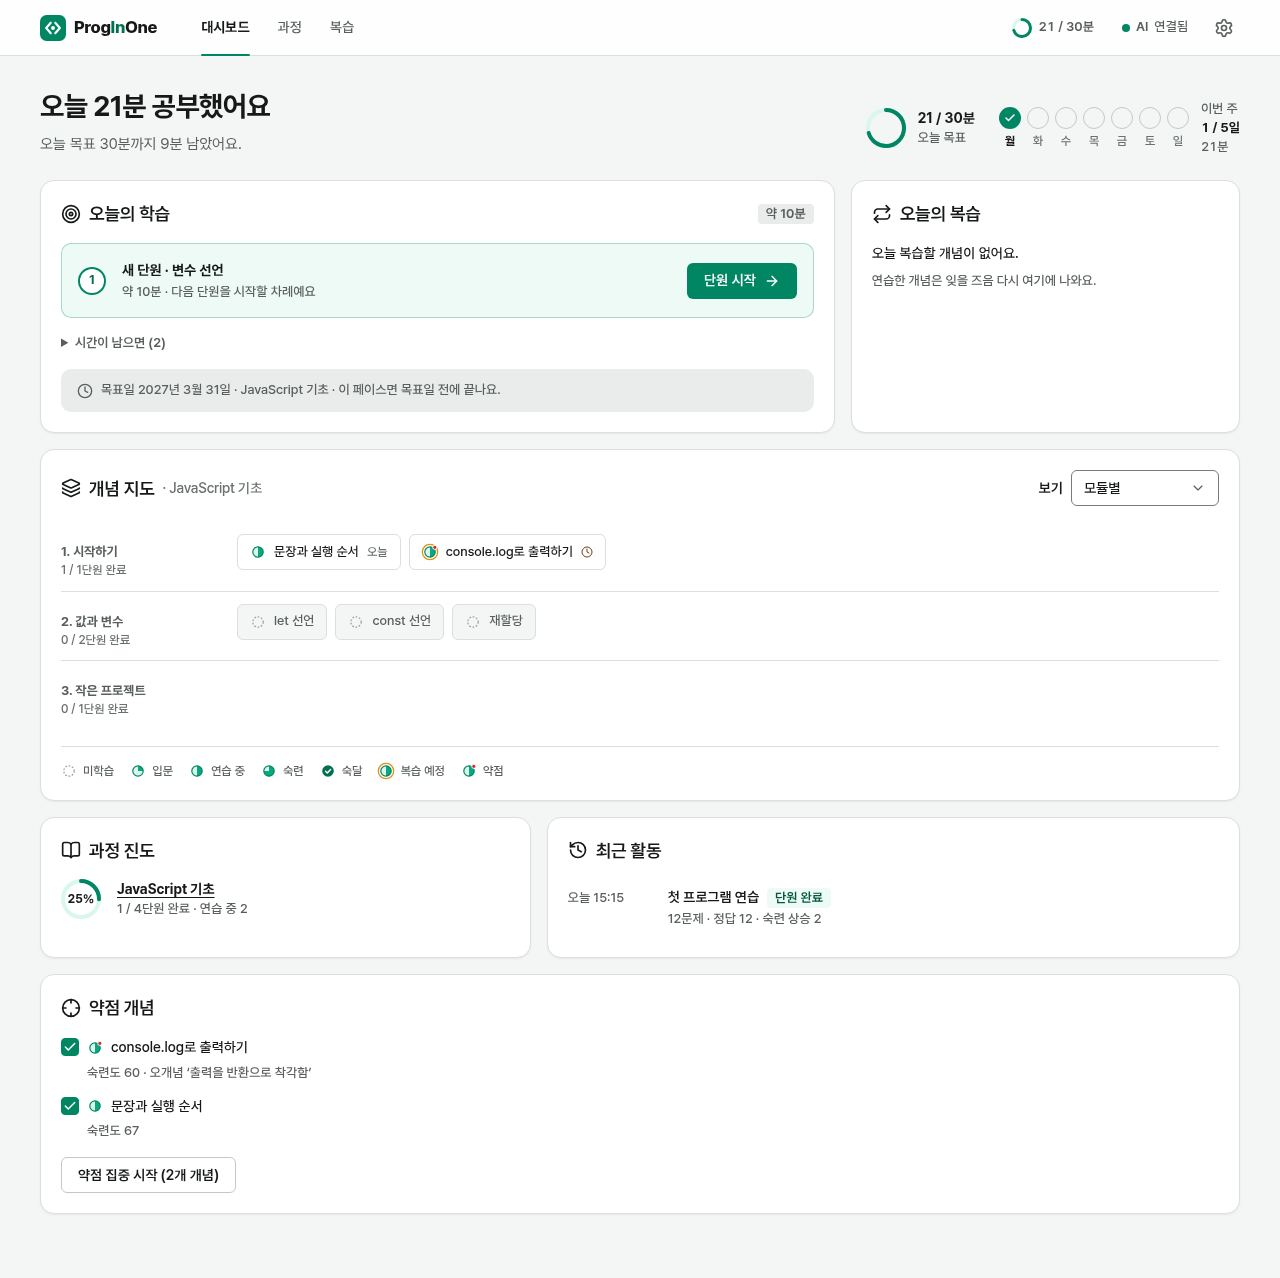 ProgInOne
대시보드
과정
복습
21 / 30분
AI 연결됨
오늘 21분 공부했어요
오늘 목표 30분까지 9분 남았어요.
21 / 30분
오늘 목표
월 화 수 목 금 토 일
이번 주
1 / 5일
21분
오늘의 학습
약 10분
1
새 단원 · 변수 선언
약 10분 · 다음 단원을 시작할 차례예요
단원 시작
시간이 남으면 (2)
목표일 2027년 3월 31일 · JavaScript 기초 · 이 페이스면 목표일 전에 끝나요.
오늘의 복습
오늘 복습할 개념이 없어요.
연습한 개념은 잊을 즈음 다시 여기에 나와요.
개념 지도 · JavaScript 기초
보기
모듈별
1. 시작하기
1 / 1단원 완료
문장과 실행 순서 오늘
console.log로 출력하기
2. 값과 변수
0 / 2단원 완료
let 선언
const 선언
재할당
3. 작은 프로젝트
0 / 1단원 완료
미학습
입문
연습 중
숙련
숙달
복습 예정
약점
과정 진도
25%
JavaScript 기초
1 / 4단원 완료 · 연습 중 2
최근 활동
오늘 15:15
첫 프로그램 연습 단원 완료
12문제 · 정답 12 · 숙련 상승 2
약점 개념
console.log로 출력하기
숙련도 60 · 오개념 ‘출력을 반환으로 착각함’
문장과 실행 순서
숙련도 67
약점 집중 시작 (2개 개념)